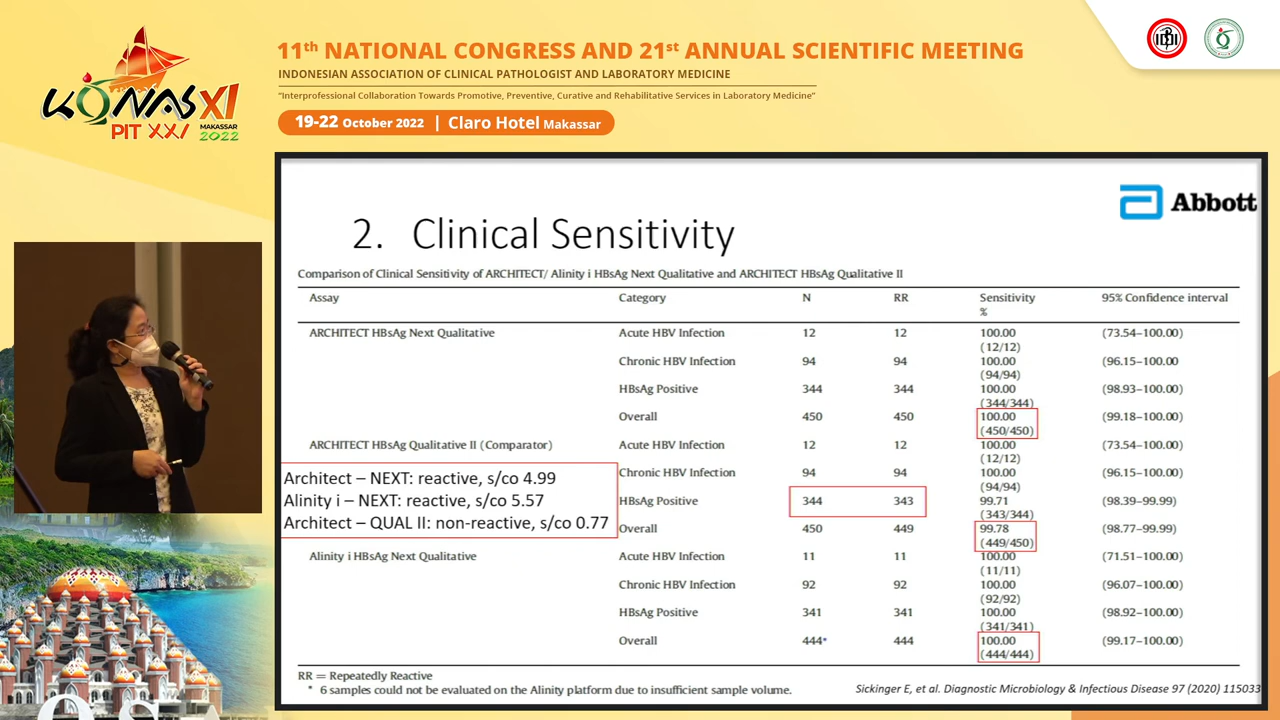 11th NATIONAL CONGRESS AND 21st ANNUAL SCIENTIFIC MEETING
INDONESIAN ASSOCIATION OF CLINICAL PATHOLOGIST AND LABORATORY MEDICINE
"Interprofessional Collaboration Towards Promotive, Preventive, Curative and Rehabilitative Services in Laboratory Medicine"
19-22 October 2022 | Claro Hotel Makassar
KONAS XI
PIT XXI MAKASSAR 2022
Abbott
2. Clinical Sensitivity
Comparison of Clinical Sensitivity of ARCHITECT/ Alinity i HBsAg Next Qualitative and ARCHITECT HBsAg Qualitative II
Assay Category N RR Sensitivity % 95% Confidence interval
ARCHITECT HBsAg Next Qualitative Acute HBV Infection 12 12 100.00 (12/12) (73.54–100.00)
Chronic HBV Infection 94 94 100.00 (94/94) (96.15–100.00
HBsAg Positive 344 344 100.00 (344/344) (98.93–100.00)
Overall 450 450 100.00 (450/450) (99.18–100.00)
ARCHITECT HBsAg Qualitative II (Comparator) Acute HBV Infection 12 12 100.00 (12/12) (73.54–100.00)
Chronic HBV Infection 94 94 100.00 (94/94) (96.15–100.00)
HBsAg Positive 344 343 99.71 (343/344) (98.39–99.99)
Overall 450 449 99.78 (449/450) (98.77–99.99)
Alinity i HBsAg Next Qualitative Acute HBV Infection 11 11 100.00 (11/11) (71.51–100.00)
Chronic HBV Infection 92 92 100.00 (92/92) (96.07–100.00)
HBsAg Positive 341 341 100.00 (341/341) (98.92–100.00)
Overall 444* 444 100.00 (444/444) (99.17–100.00)
Architect – NEXT: reactive, s/co 4.99
Alinity i – NEXT: reactive, s/co 5.57
Architect – QUAL II: non-reactive, s/co 0.77
RR = Repeatedly Reactive
* 6 samples could not be evaluated on the Alinity platform due to insufficient sample volume.
Sickinger E, et al. Diagnostic Microbiology & Infectious Disease 97 (2020) 115033